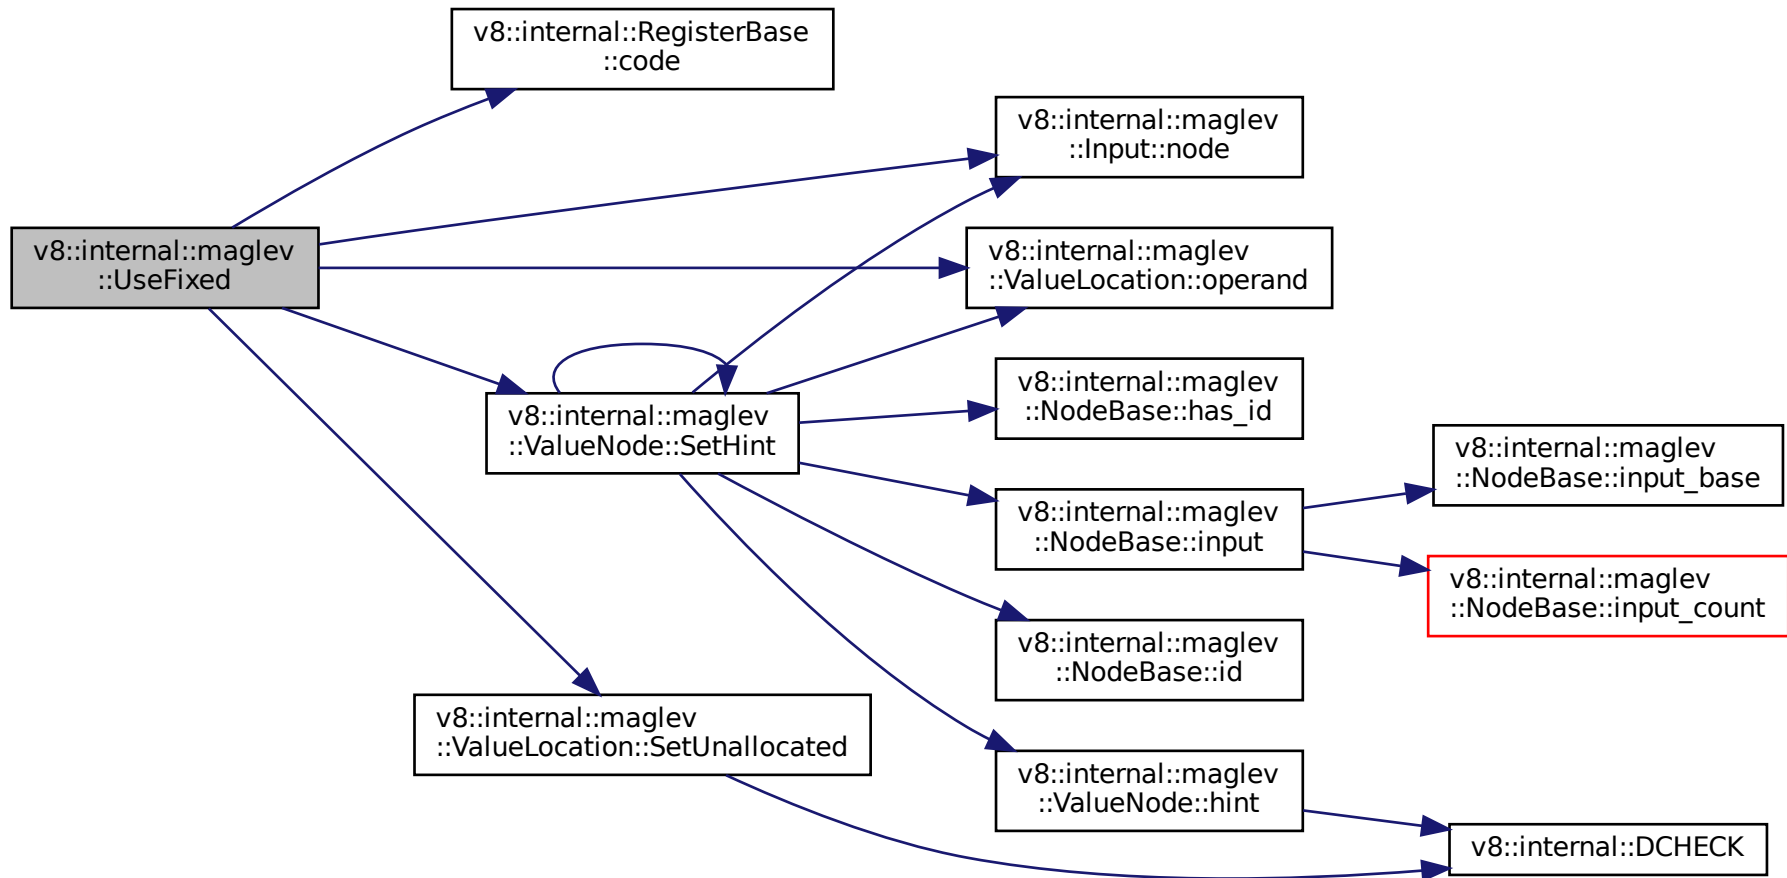 v8::internal::RegisterBase
::code
v8::internal::maglev
::Input::node
v8::internal::maglev
::UseFixed
v8::internal::maglev
::ValueLocation::operand
v8::internal::maglev
::ValueNode::SetHint
v8::internal::maglev
::NodeBase::has_id
v8::internal::maglev
::NodeBase::input_base
v8::internal::maglev
::NodeBase::input
v8::internal::maglev
::NodeBase::input_count
v8::internal::maglev
::NodeBase::id
v8::internal::maglev
::ValueLocation::SetUnallocated
v8::internal::maglev
::ValueNode::hint
v8::internal::DCHECK